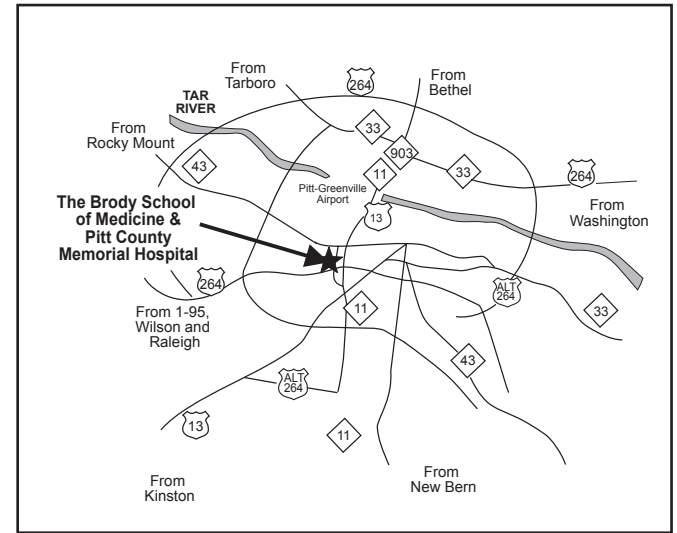 From
Tarboro
264
From
Bethel
TAR
RIVER
33
From
Rocky Mount
903
43
11
33
264
Pitt-Greenville
Airport
The Brody School
of Medicine &
Pitt County
Memorial Hospital
13
From
Washington
264
ALT
264
From 1-95,
Wilson and
Raleigh
11
33
43
ALT
264
13
11
From
Kinston
From
New Bern